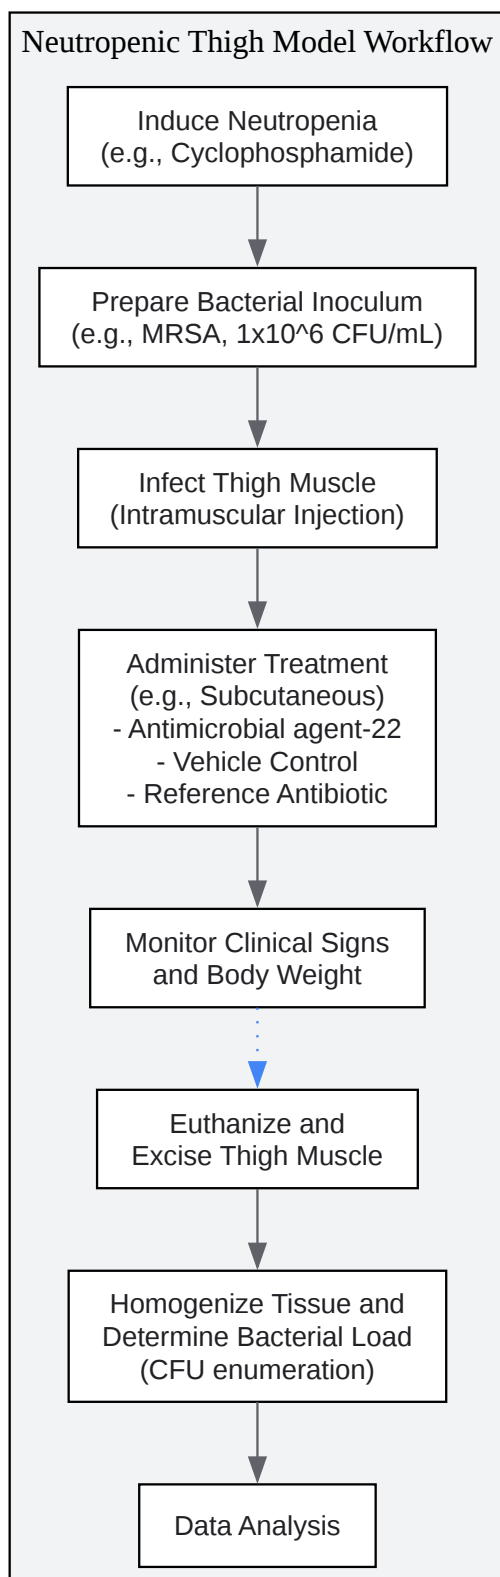 Neutropenic Thigh Model Workflow
Induce Neutropenia
(e.g., Cyclophosphamide)
Prepare Bacterial Inoculum
(e.g., MRSA, 1x10^6 CFU/mL)
Infect Thigh Muscle
(Intramuscular Injection)
Administer Treatment
(e.g., Subcutaneous)
- Antimicrobial agent-22
- Vehicle Control
- Reference Antibiotic
Monitor Clinical Signs
and Body Weight
Euthanize and
Excise Thigh Muscle
Homogenize Tissue and
Determine Bacterial Load
(CFU enumeration)
Data Analysis